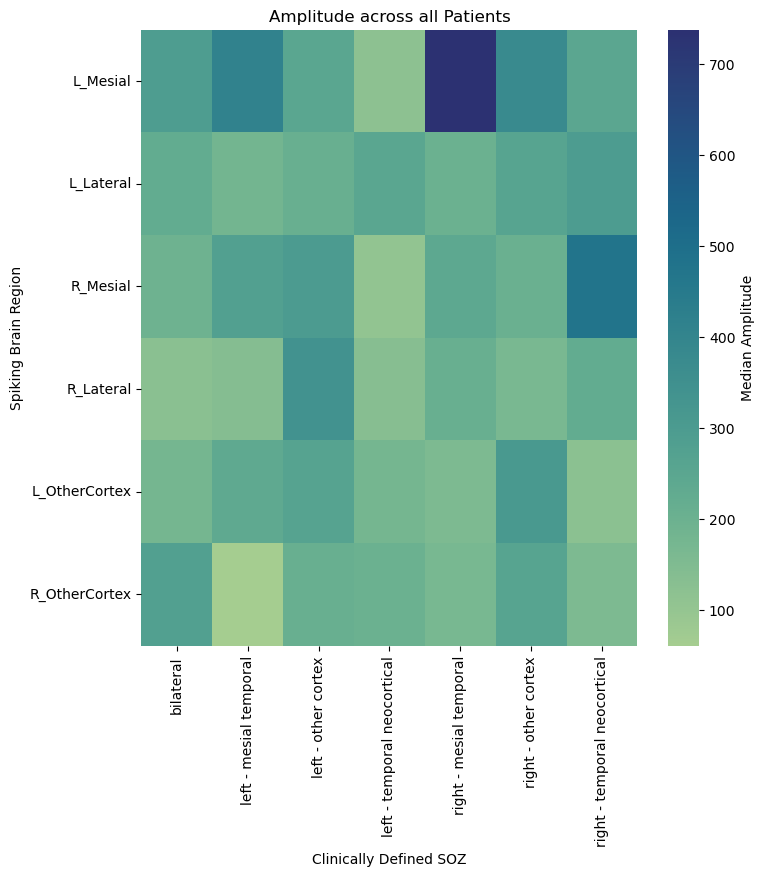 Amplitude across all Patients
Spiking Brain Region
L_Mesial
L_Lateral
R_Mesial
R_Lateral
L_OtherCortex
R_OtherCortex
bilateral
left - mesial temporal
left - other cortex
left - temporal neocortical
right - mesial temporal
right - other cortex
right - temporal neocortical
Clinically Defined SOZ
700
600
500
400
300
200
100
Median Amplitude